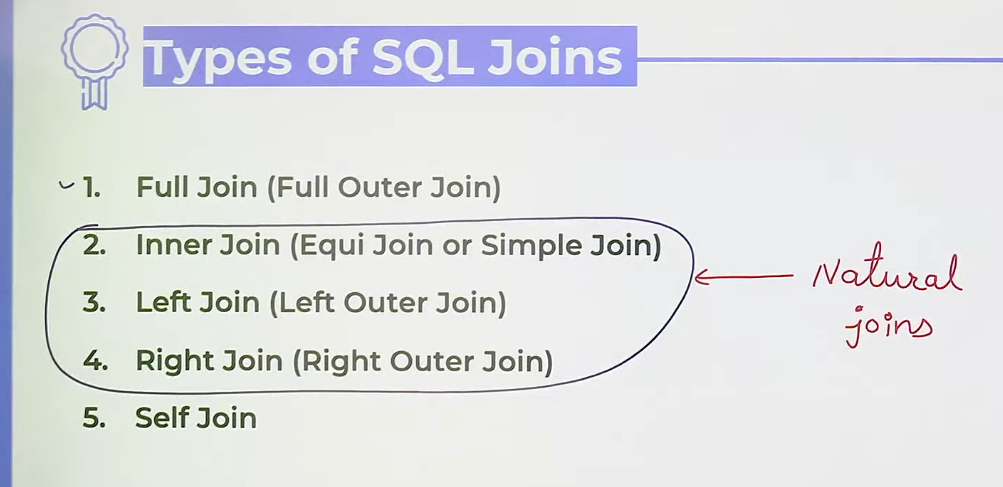 Types of SQL Joins
1. Full Join (Full Outer Join)
2. Inner Join (Equi Join or Simple Join)
3. Left Join (Left Outer Join)
4. Right Join (Right Outer Join)
5. Self Join
Natural
joins